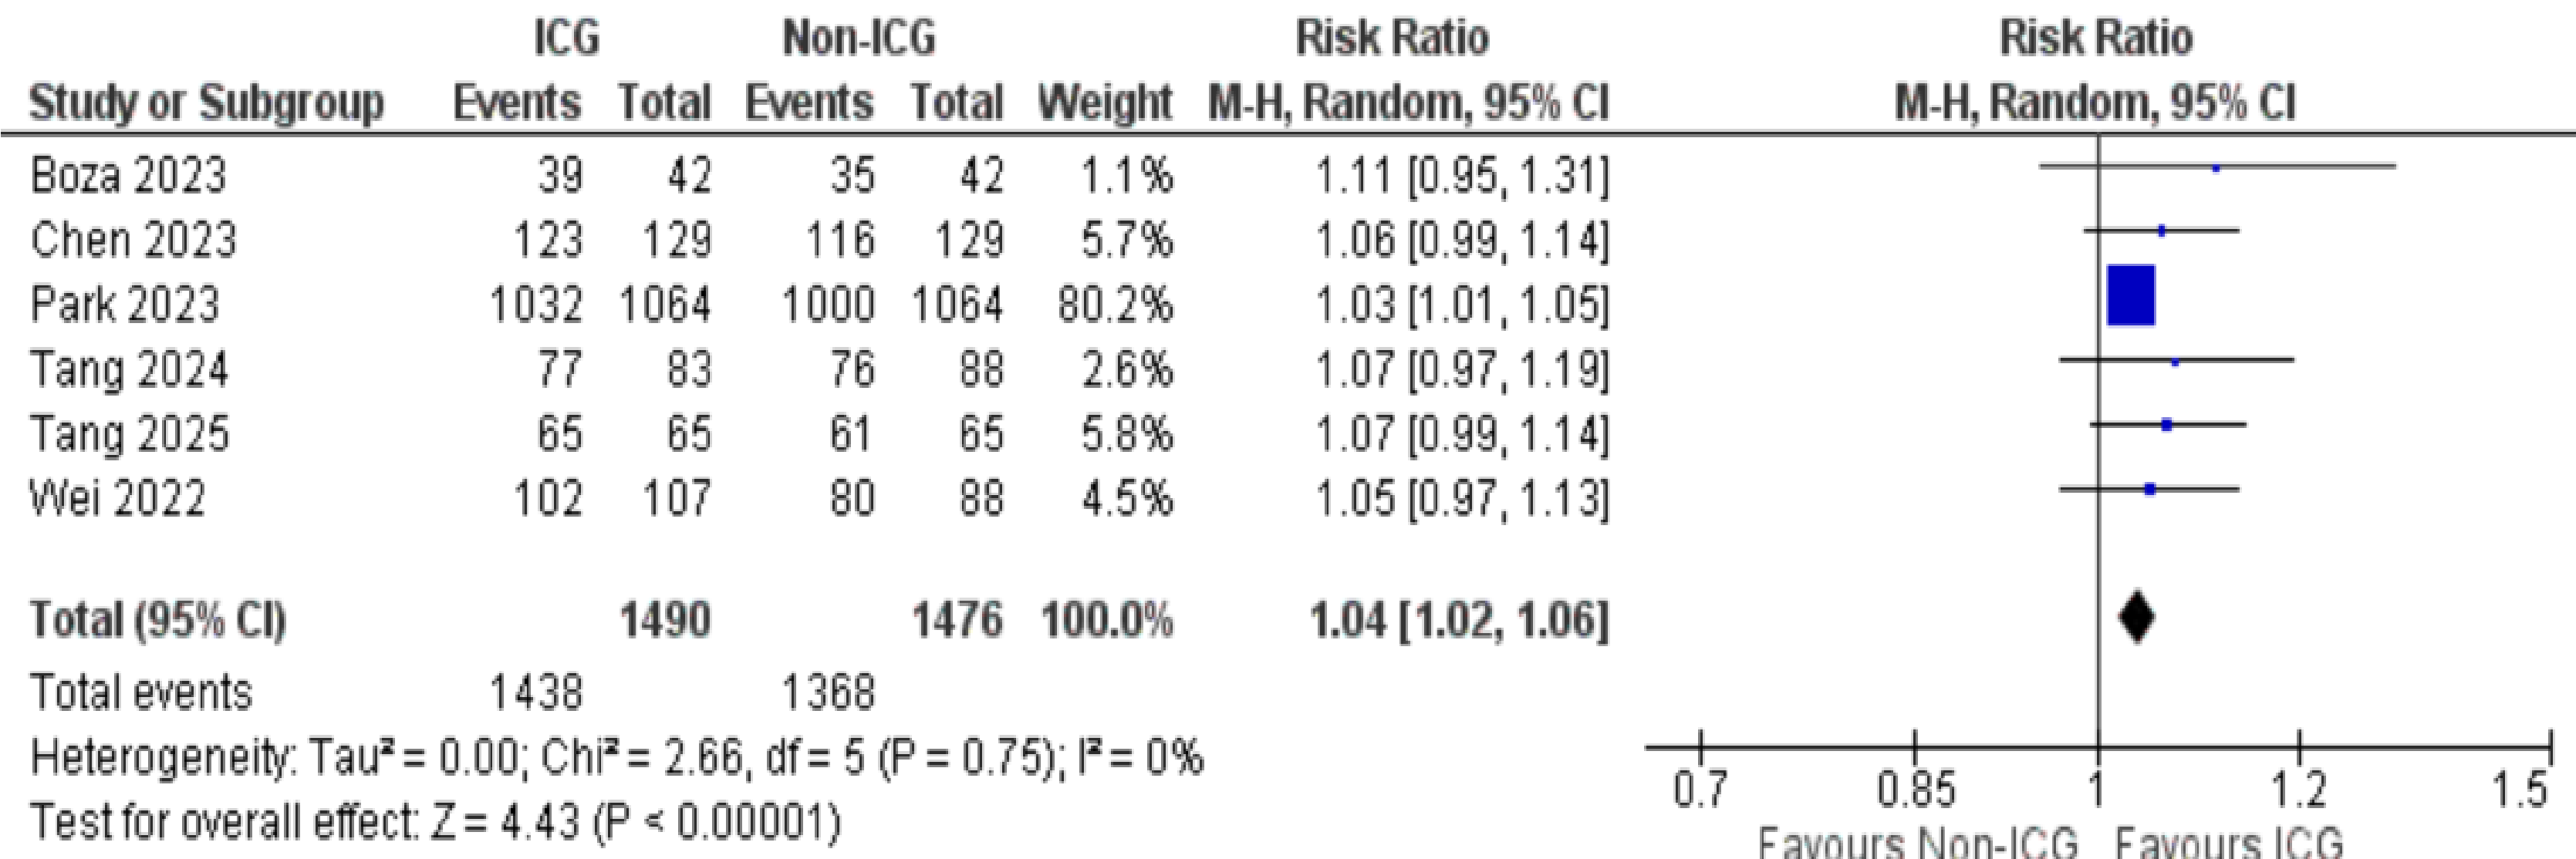 ICG Non-ICG Risk Ratio Risk Ratio
Study or Subgroup Events Total Events Total Weight M-H, Random, 95% CI M-H, Random, 95% CI
Boza 2023 39 42 35 42 1.1% 1.11 [0.95, 1.31]
Chen 2023 123 129 116 129 5.7% 1.06 [0.99, 1.14]
Park 2023 1032 1064 1000 1064 80.2% 1.03 [1.01, 1.05]
Tang 2024 77 83 76 88 2.6% 1.07 [0.97, 1.19]
Tang 2025 65 65 61 65 5.8% 1.07 [0.99, 1.14]
Wei 2022 102 107 80 88 4.5% 1.05 [0.97, 1.13]
Total (95% CI) 1490 1476 100.0% 1.04 [1.02, 1.06]
Total events 1438 1368
Heterogeneity: Tau² = 0.00; Chi² = 2.66, df = 5 (P = 0.75); I² = 0%
Test for overall effect: Z = 4.43 (P < 0.00001)
0.7 0.85 1 1.2 1.5
Favours Non-ICG Favours ICG